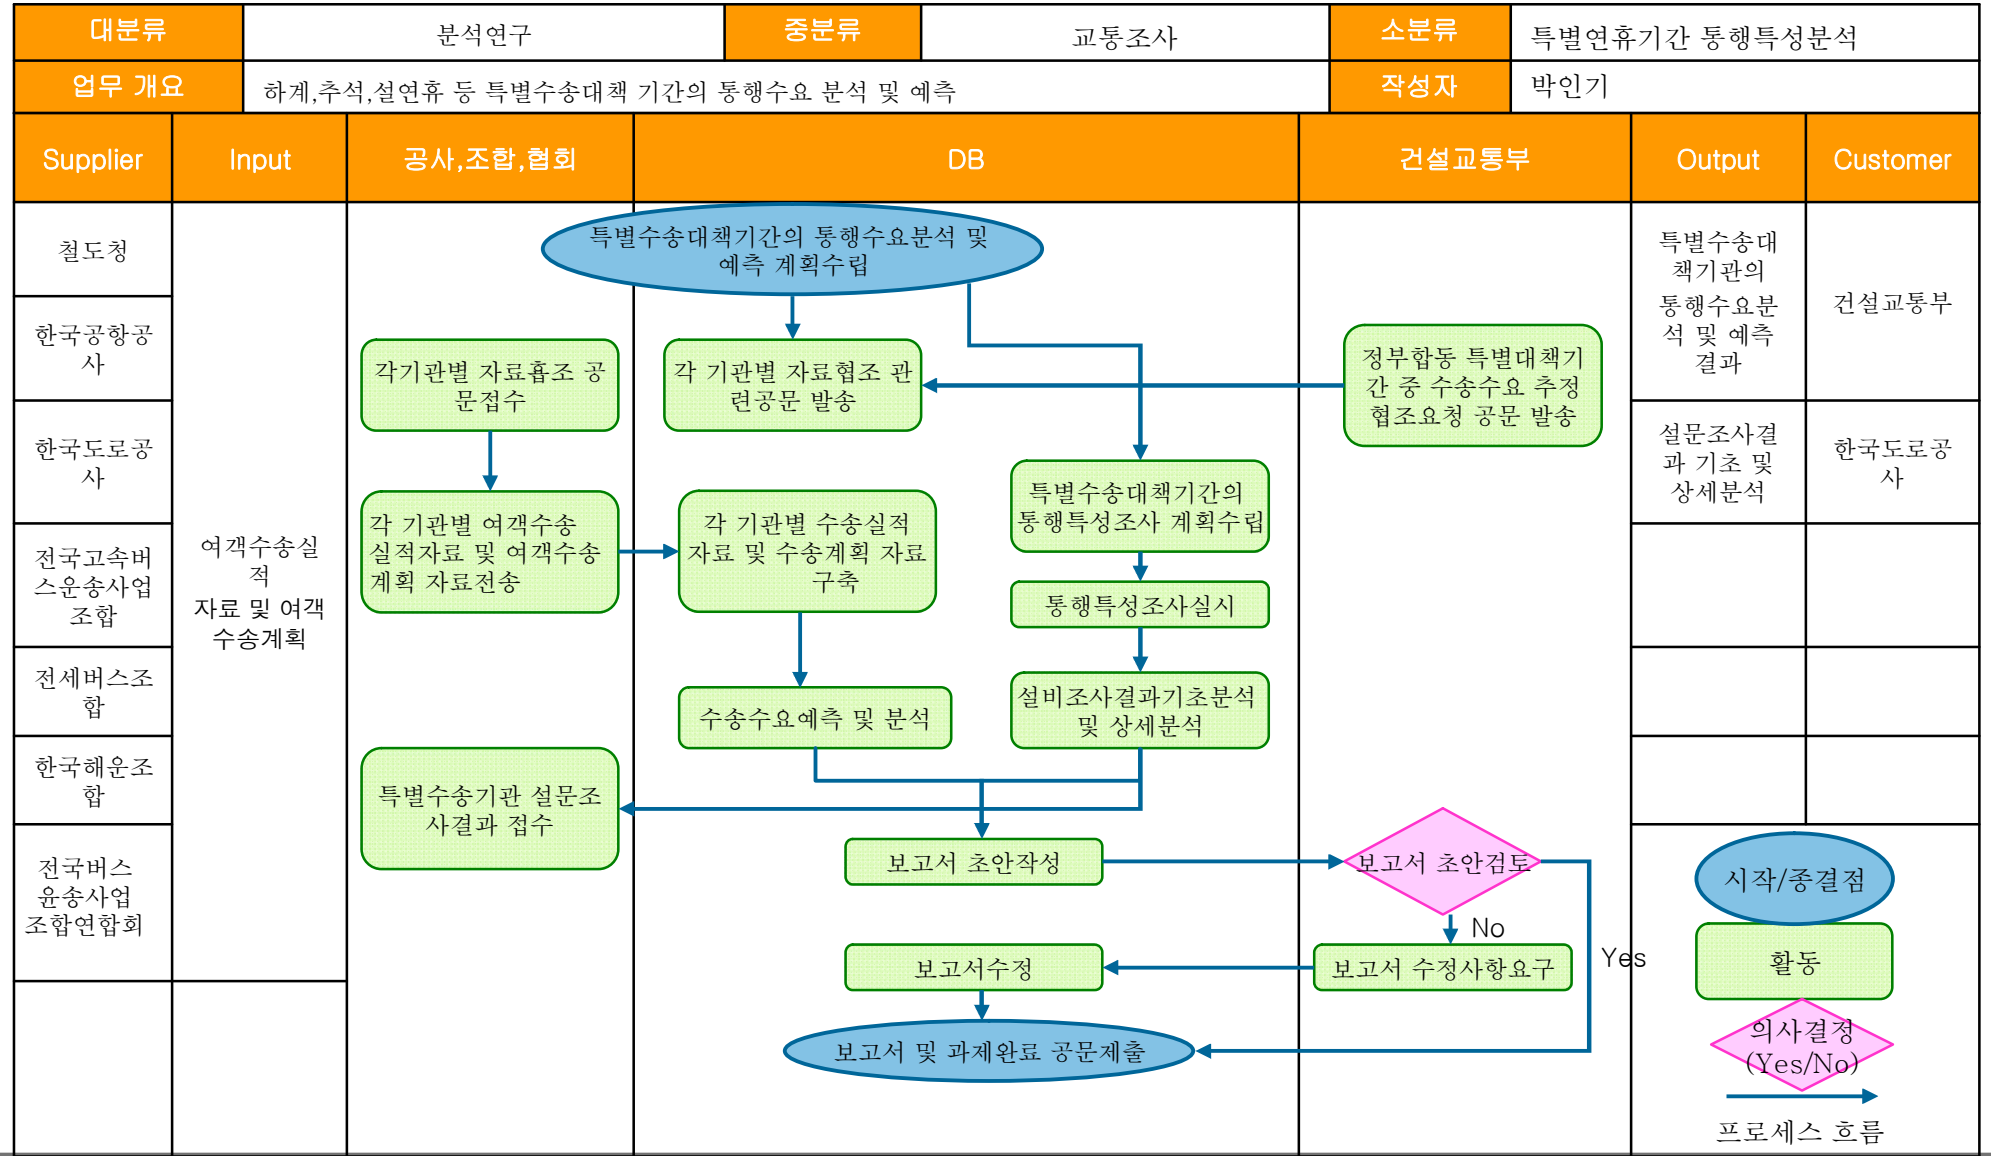 대분류
분석연구
중분류
교통조사
소분류
특별연휴기간 통행특성분석
업무 개요
하계,추석,설연휴 등 특별수송대책 기간의 통행수요 분석 및 예측
작성자
박인기
Supplier
Input
공사,조합,협회
DB
건설교통부
Output
Customer
철도청
한국공항공
사
한국도로공
사
전국고속버
스운송사업
조합
전세버스조
합
한국해운조
합
전국버스
운송사업
조합연합회
여객수송실
적
자료 및 여객
수송계획
각기관별 자료흡조 공
문접수
각 기관별 여객수송
실적자료 및 여객수송
계획 자료전송
특별수송기관 설문조
사결과 접수
특별수송대책기간의 통행수요분석 및
예측 계획수립
각 기관별 자료협조 관
련공문 발송
각 기관별 수송실적
자료 및 수송계획 자료
구축
수송수요예측 및 분석
특별수송대책기간의
통행특성조사 계획수립
통행특성조사실시
설비조사결과기초분석
및 상세분석
보고서 초안작성
보고서수정
보고서 및 과제완료 공문제출
정부합동 특별대책기
간 중 수송수요 추정
협조요청 공문 발송
보고서 초안검토
No
보고서 수정사항요구
Yes
특별수송대
책기관의
통행수요분
석 및 예측
결과
설문조사결
과 기초 및
상세분석
건설교통부
한국도로공
사
시작/종결점
활동
의사결정
(Yes/No)
프로세스 흐름